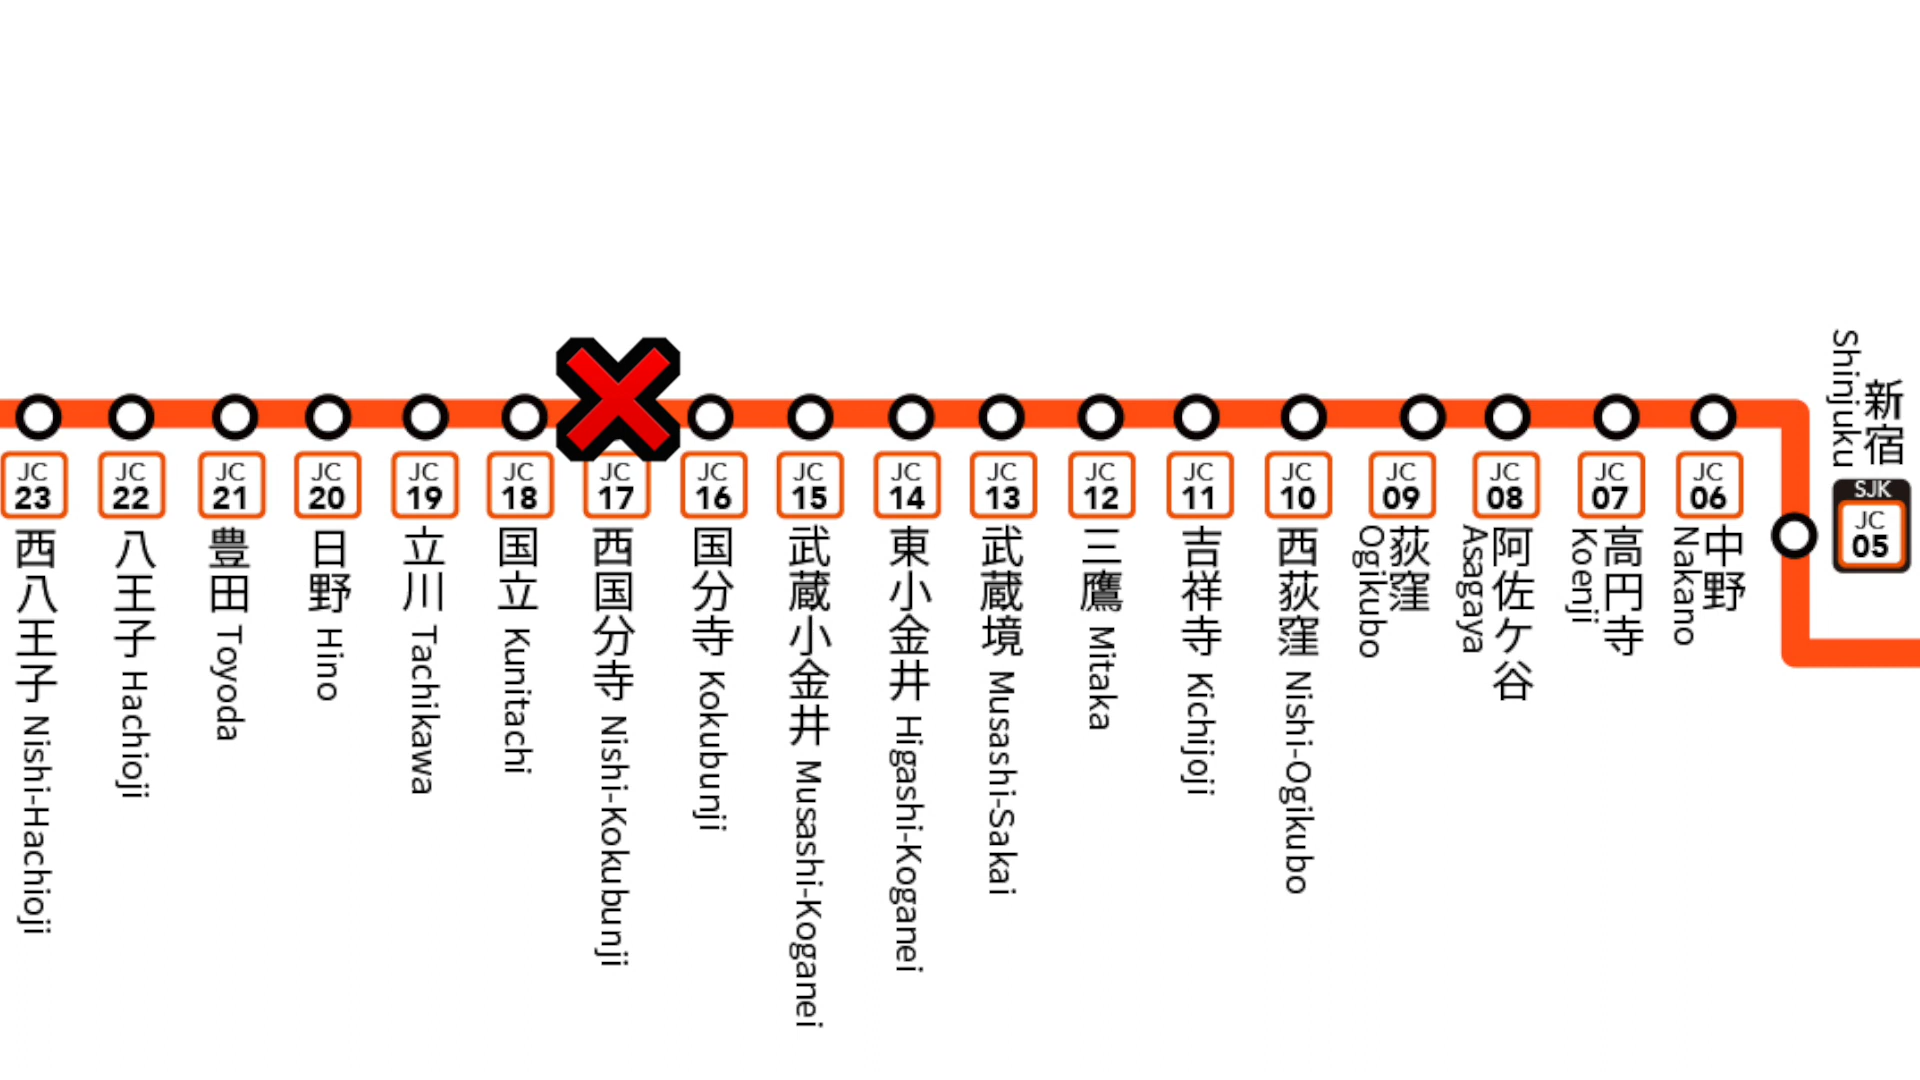 JC
23
西八王子 Nishi-Hachioji
JC
22
八王子 Hachioji
JC
21
豊田 Toyoda
JC
20
日野 Hino
JC
19
立川 Tachikawa
JC
18
国立 Kunitachi
JC
17
西国分寺 Nishi-Kokubunji
JC
16
国分寺 Kokubunji
JC
15
武蔵小金井 Musashi-Koganei
JC
14
東小金井 Higashi-Koganei
JC
13
武蔵境 Musashi-Sakai
JC
12
三鷹 Mitaka
JC
11
吉祥寺 Kichijoji
JC
10
西荻窪 Nishi-Ogikubo
JC
09
荻窪
Ogikubo
JC
08
阿佐ケ谷
Asagaya
JC
07
高円寺
Koenji
JC
06
中野
Nakano
新宿
Shinjuku
SJK
JC
05